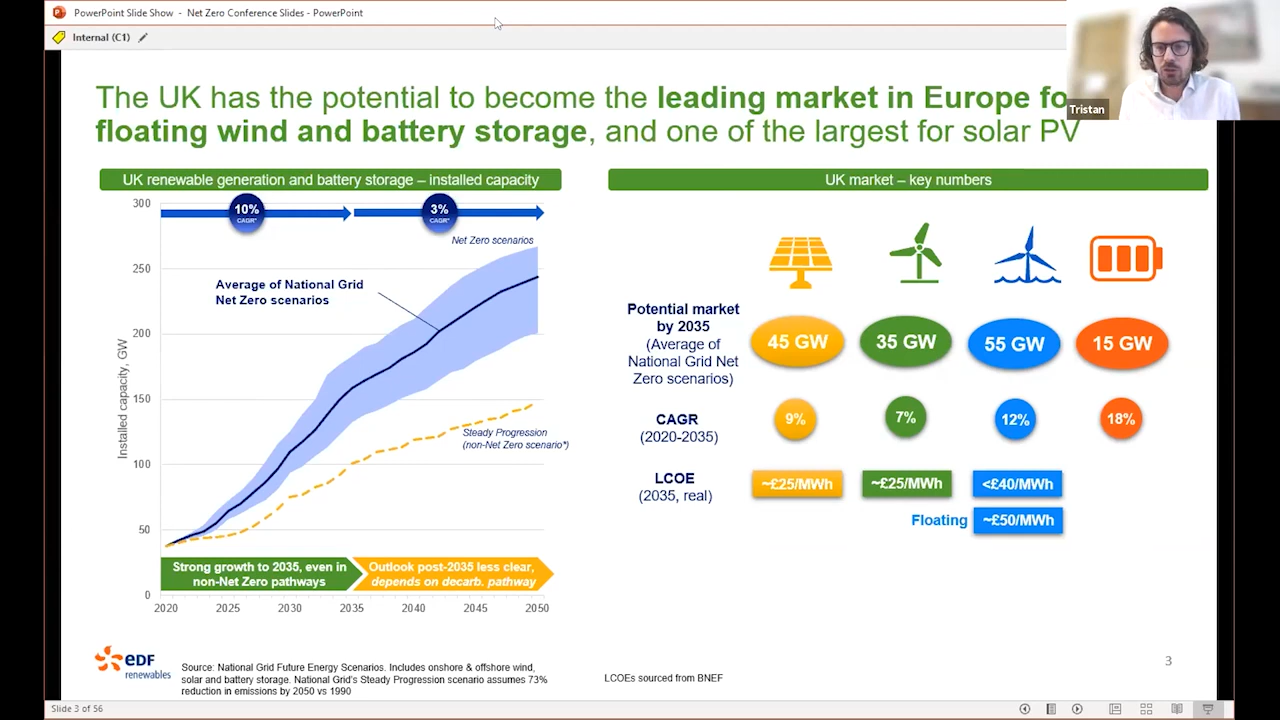 PowerPoint Slide Show - Net Zero Conference Slides - PowerPoint
Internal (C1)
Tristan
The UK has the potential to become the leading market in Europe fo
floating wind and battery storage, and one of the largest for solar PV
UK renewable generation and battery storage – installed capacity
300
250
200
150
100
50
0
Installed capacity, GW
10%
CAGR*
3%
CAGR*
Net Zero scenarios
Average of National Grid
Net Zero scenarios
Steady Progression
(non-Net Zero scenario*)
Strong growth to 2035, even in
non-Net Zero pathways
Outlook post-2035 less clear,
depends on decarb. pathway
2020 2025 2030 2035 2040 2045 2050
UK market – key numbers
Potential market
by 2035
(Average of
National Grid Net
Zero scenarios)
45 GW 35 GW 55 GW 15 GW
CAGR
(2020-2035)
9% 7% 12% 18%
LCOE
(2035, real)
~£25/MWh ~£25/MWh <£40/MWh
Floating ~£50/MWh
edf
renewables
Source: National Grid Future Energy Scenarios. Includes onshore & offshore wind,
solar and battery storage. National Grid's Steady Progression scenario assumes 73%
reduction in emissions by 2050 vs 1990
LCOEs sourced from BNEF
3
Slide 3 of 56